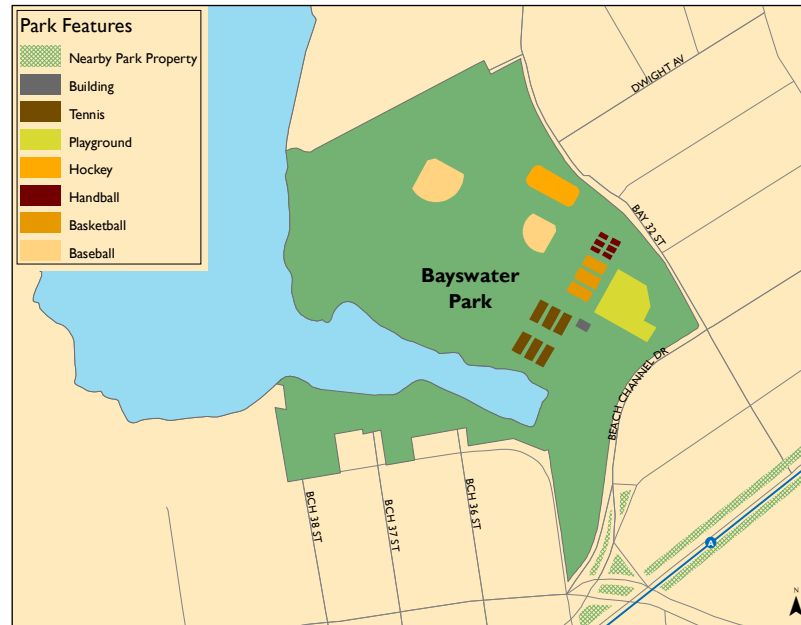 Park Features
Nearby Park Property
Building
Tennis
Playground
Hockey
Handball
Basketball
Baseball
DWIGHT AV
BAY 32 ST
Bayswater
Park
BEACH CHANNEL DR
BCH 38 ST
BCH 37 ST
BCH 36 ST
A
N